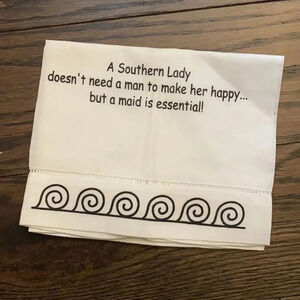 A Southern Lady
doesn't need a man to make her happy...
but a maid is essential!